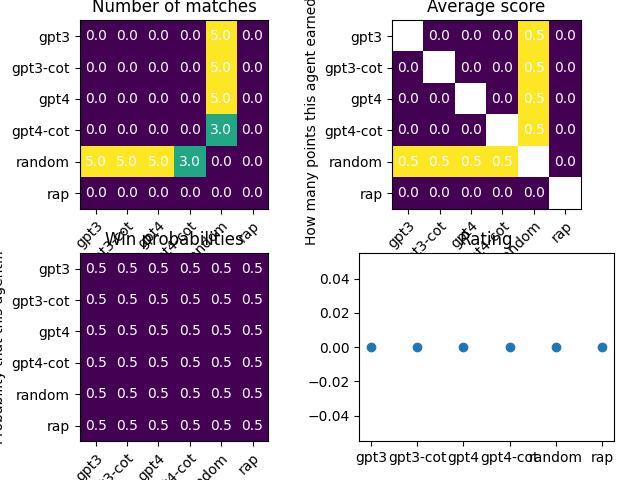 Number of matches
gpt3 0.0 0.0 0.0 0.0 5.0 0.0
gpt3-cot 0.0 0.0 0.0 0.0 5.0 0.0
gpt4 0.0 0.0 0.0 0.0 5.0 0.0
gpt4-cot 0.0 0.0 0.0 0.0 3.0 0.0
random 5.0 5.0 5.0 3.0 0.0 0.0
rap 0.0 0.0 0.0 0.0 0.0 0.0
gpt3 gpt4 rap
Average score
How many points this agent earned
gpt3 0.0 0.0 0.0 0.5 0.0
gpt3-cot 0.0 0.0 0.0 0.5 0.0
gpt4 0.0 0.0 0.0 0.5 0.0
gpt4-cot 0.0 0.0 0.0 0.5 0.0
random 0.5 0.5 0.5 0.5 0.0
rap 0.0 0.0 0.0 0.0 0.0
gpt3 gpt4 rap
Win probabilities
gpt3 0.5 0.5 0.5 0.5 0.5 0.5
gpt3-cot 0.5 0.5 0.5 0.5 0.5 0.5
gpt4 0.5 0.5 0.5 0.5 0.5 0.5
gpt4-cot 0.5 0.5 0.5 0.5 0.5 0.5
random 0.5 0.5 0.5 0.5 0.5 0.5
rap 0.5 0.5 0.5 0.5 0.5 0.5
gpt3 gpt4 rap
Rating
0.04
0.02
0.00
−0.02
−0.04
gpt3 gpt3-cot gpt4 gpt4-cot random rap